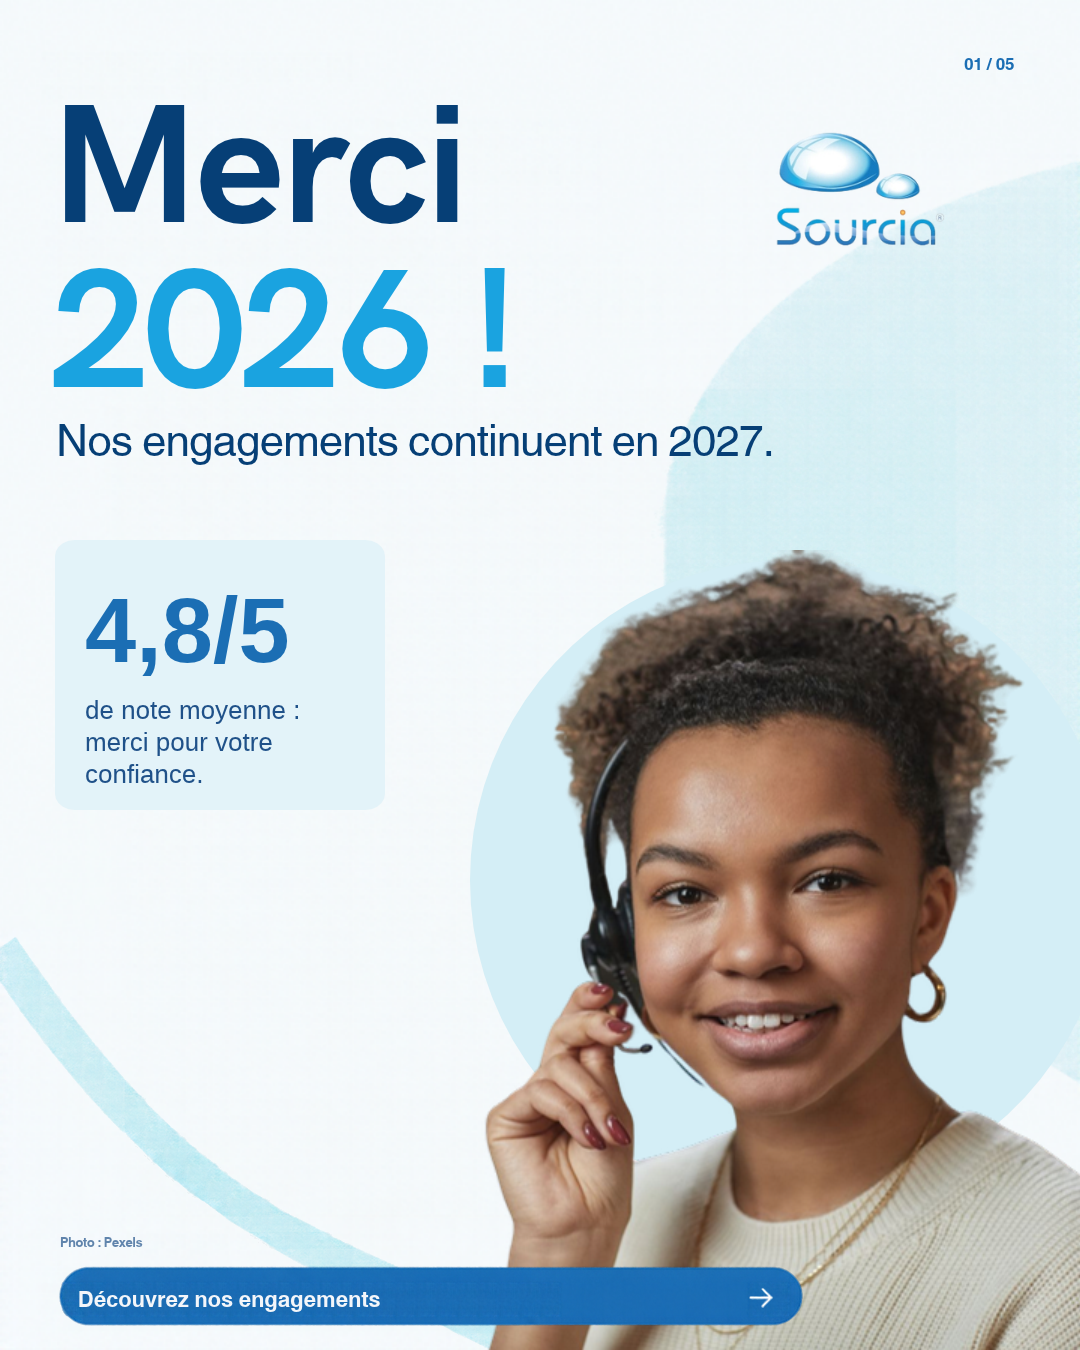 01 / 05
Merci
Sourcia®
2026 !
Nos engagements continuent en 2027.
4,8/5
de note moyenne :
merci pour votre
confiance.
Photo : Pexels
Découvrez nos engagements